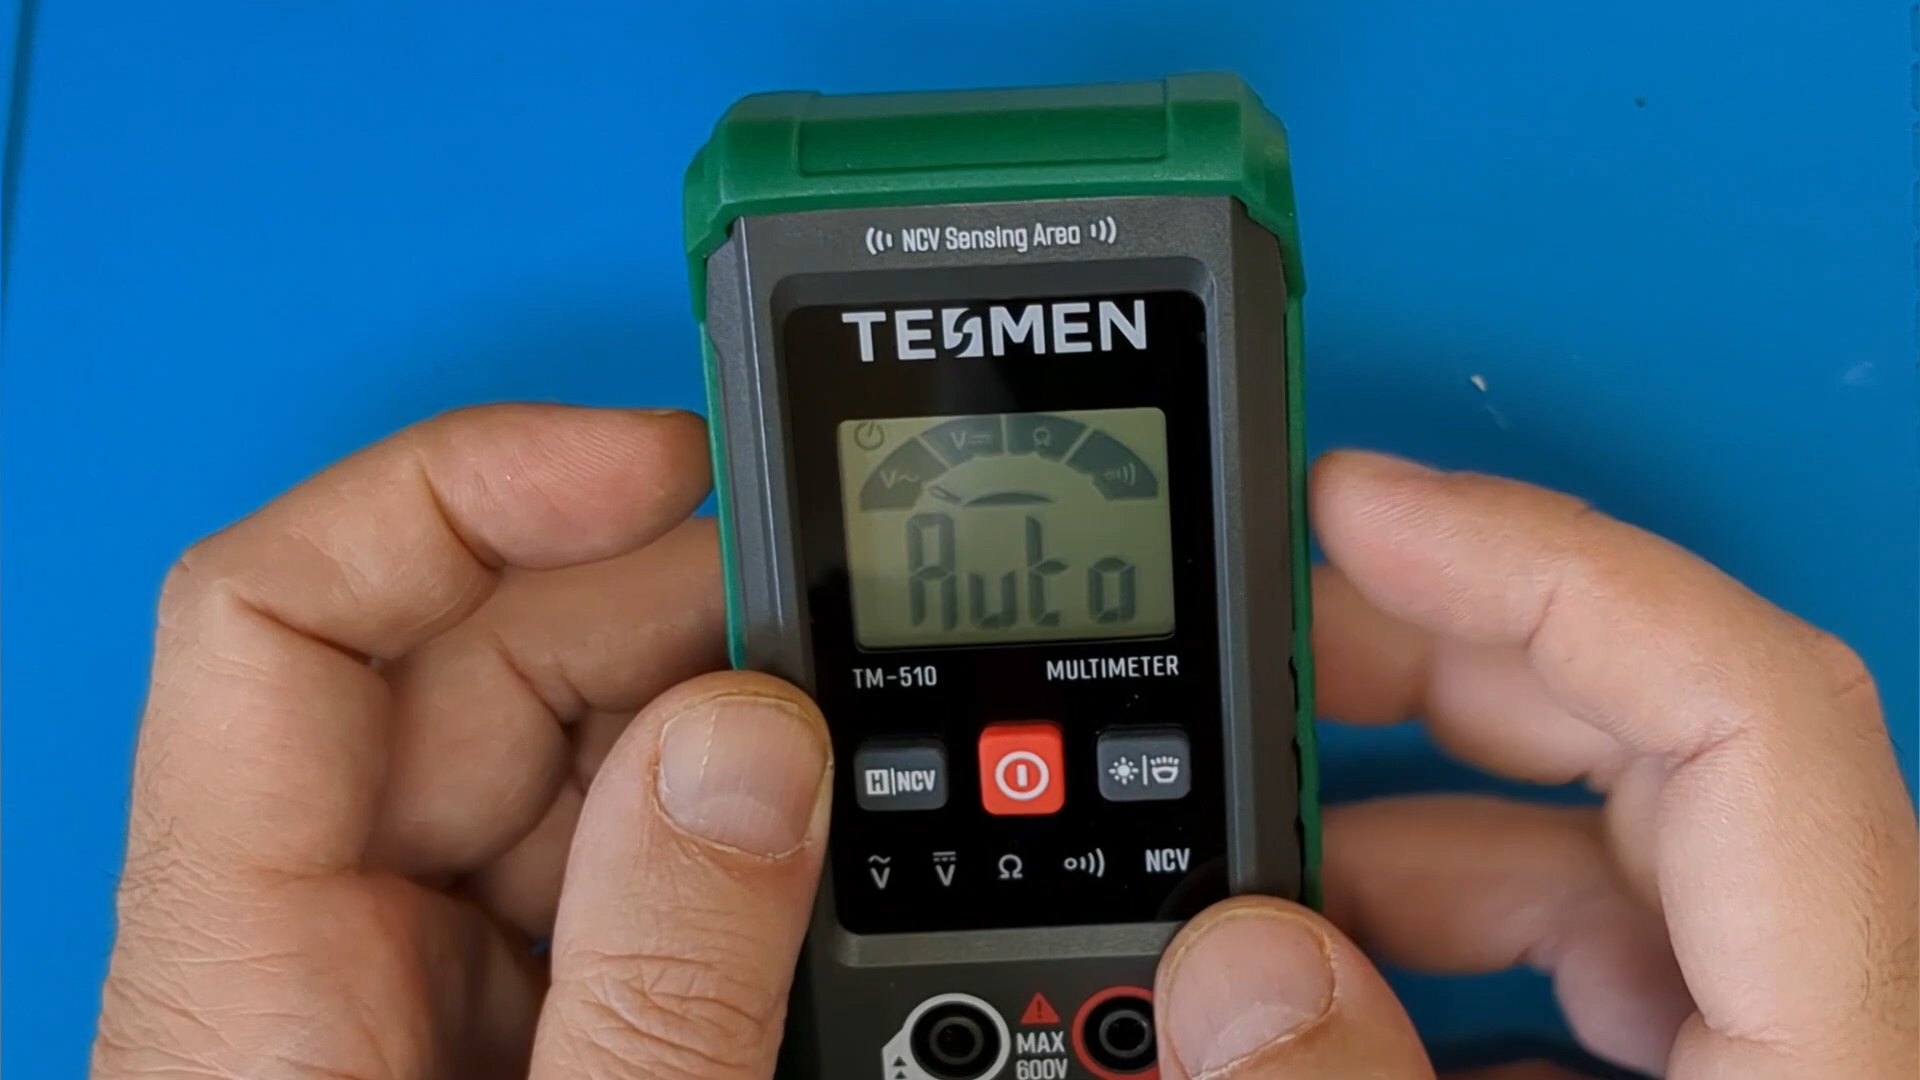 NCV Sensing Area
TESMEN
V~ V Ω
Auto
TM-510 MULTIMETER
H|NCV
V V Ω NCV
MAX
600V